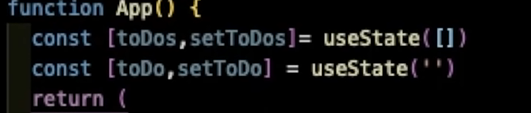 function App() {
const [toDos,setToDos]= useState([])
const [toDo,setToDo] = useState('')
return (